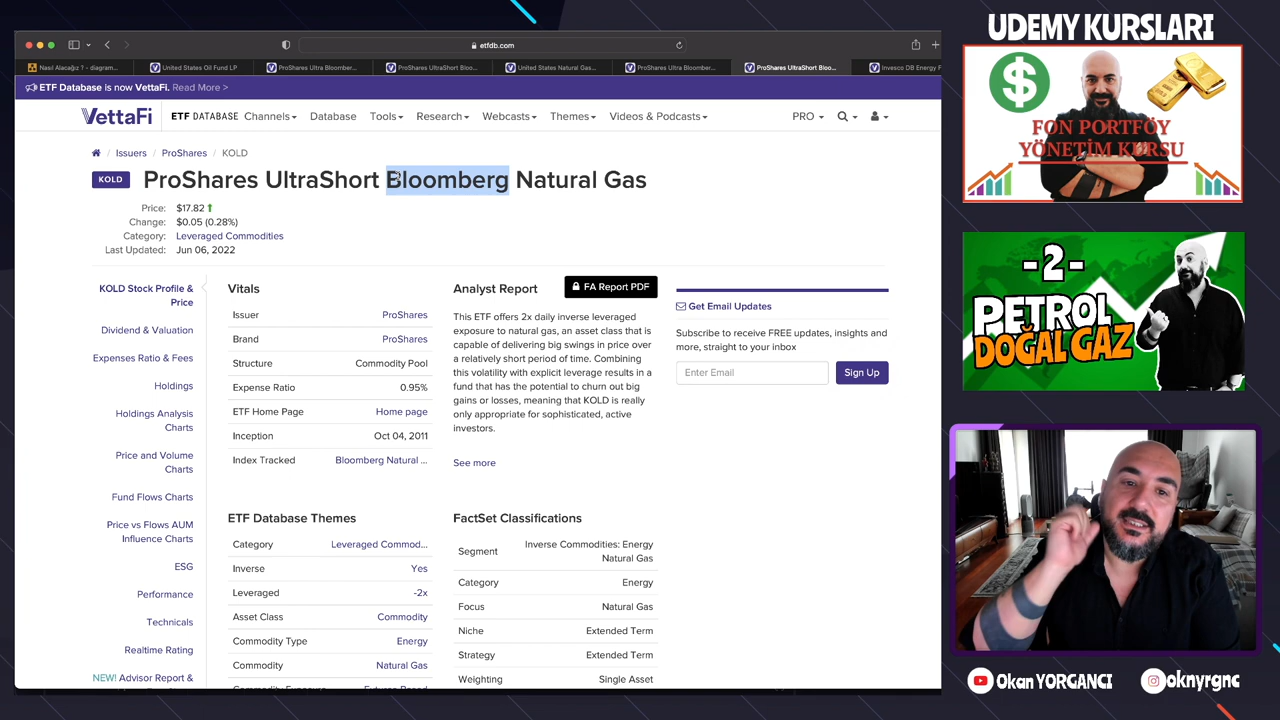 etfdb.com
Nasıl Alacağız ? - diagram...
United States Oil Fund LP
ProShares Ultra Bloomber...
ProShares UltraShort Bloo...
United States Natural Gas...
ProShares Ultra Bloomber...
ProShares UltraShort Bloo...
Invesco DB Energy F
ETF Database is now VettaFi. Read More >
VettaFi
ETF DATABASE
Channels
Database
Tools
Research
Webcasts
Themes
Videos & Podcasts
PRO
Issuers / ProShares / KOLD
KOLD
ProShares UltraShort Bloomberg Natural Gas
Price: $17.82
Change: $0.05 (0.28%)
Category: Leveraged Commodities
Last Updated: Jun 06, 2022
KOLD Stock Profile &
Price
Dividend & Valuation
Expenses Ratio & Fees
Holdings
Holdings Analysis
Charts
Price and Volume
Charts
Fund Flows Charts
Price vs Flows AUM
Influence Charts
ESG
Performance
Technicals
Realtime Rating
NEW! Advisor Report &
Vitals
Issuer ProShares
Brand ProShares
Structure Commodity Pool
Expense Ratio 0.95%
ETF Home Page Home page
Inception Oct 04, 2011
Index Tracked Bloomberg Natural ...
ETF Database Themes
Category Leveraged Commod...
Inverse Yes
Leveraged -2x
Asset Class Commodity
Commodity Type Energy
Commodity Natural Gas
Analyst Report
FA Report PDF
This ETF offers 2x daily inverse leveraged
exposure to natural gas, an asset class that is
capable of delivering big swings in price over
a relatively short period of time. Combining
this volatility with explicit leverage results in a
fund that has the potential to churn out big
gains or losses, meaning that KOLD is really
only appropriate for sophisticated, active
investors.
See more
FactSet Classifications
Segment Inverse Commodities: Energy
Natural Gas
Category Energy
Focus Natural Gas
Niche Extended Term
Strategy Extended Term
Weighting Single Asset
Get Email Updates
Subscribe to receive FREE updates, insights and
more, straight to your inbox
Enter Email
Sign Up
UDEMY KURSLARI
$
FON PORTFÖY
YÖNETİM KURSU
-2-
PETROL
DOĞAL GAZ
Okan YORGANCI
oknyrgnc